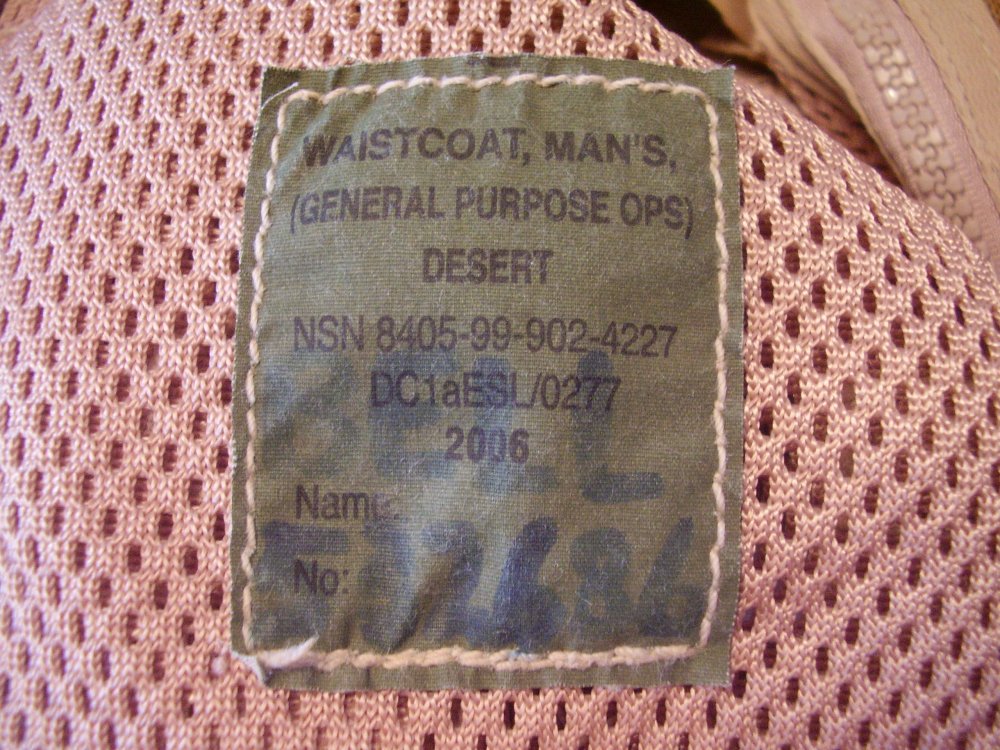 WAISTCOAT, MAN'S,
(GENERAL PURPOSE OPS)
DESERT
NSN 8405-99-902-4227
DC1aESL/0277
2006
Name:
No: